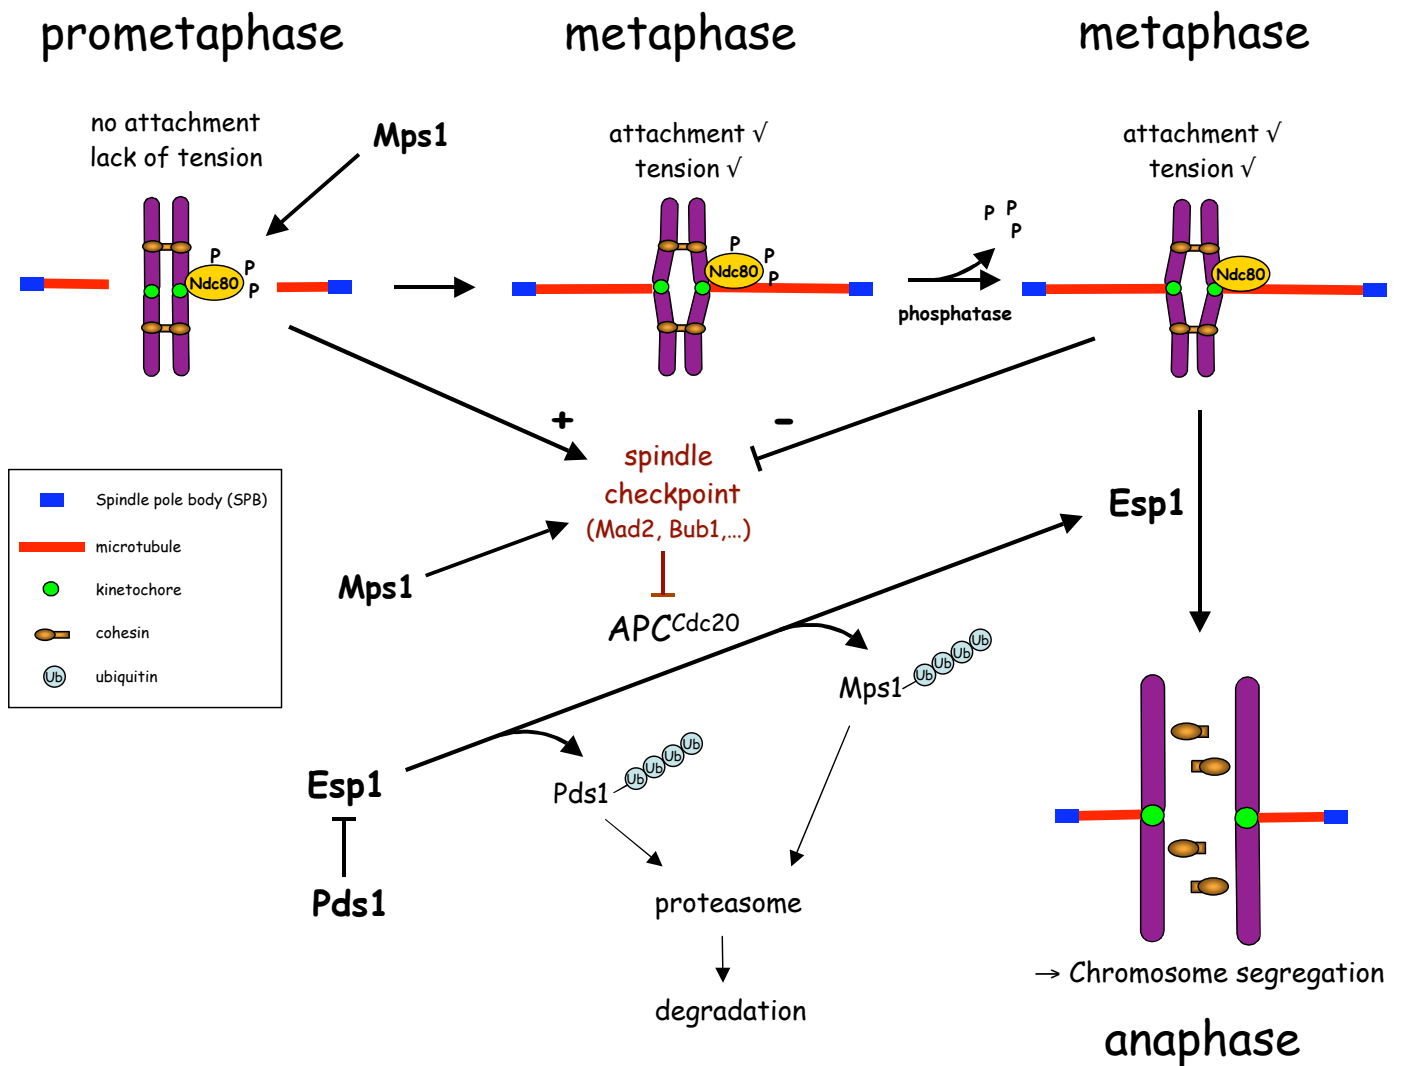 prometaphase
metaphase
metaphase
no attachment
lack of tension
Mps1
attachment √
tension √
attachment √
tension √
P
P
P
Ndc80
P
P
P
Ndc80
P
P
P
phosphatase
Ndc80
+
–
spindle
checkpoint
(Mad2, Bub1,...)
Mps1
APC^Cdc20
Esp1
Spindle pole body (SPB)
microtubule
kinetochore
cohesin
Ub
ubiquitin
Mps1
Ub
Ub
Ub
Ub
Esp1
Pds1
Ub
Ub
Ub
Ub
Pds1
proteasome
degradation
→ Chromosome segregation
anaphase